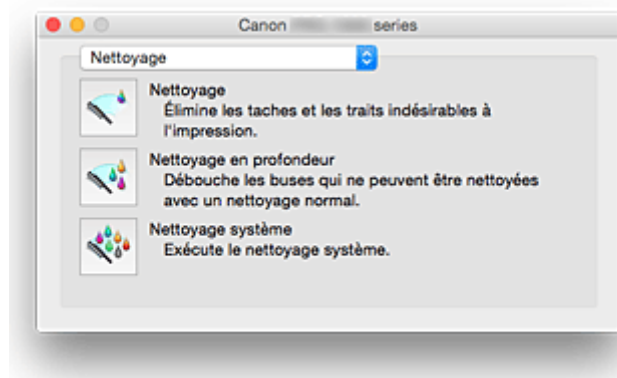 Canon series
Nettoyage
Nettoyage
Élimine les taches et les traits indésirables à
l'impression.
Nettoyage en profondeur
Débouche les buses qui ne peuvent être nettoyées
avec un nettoyage normal.
Nettoyage système
Exécute le nettoyage système.